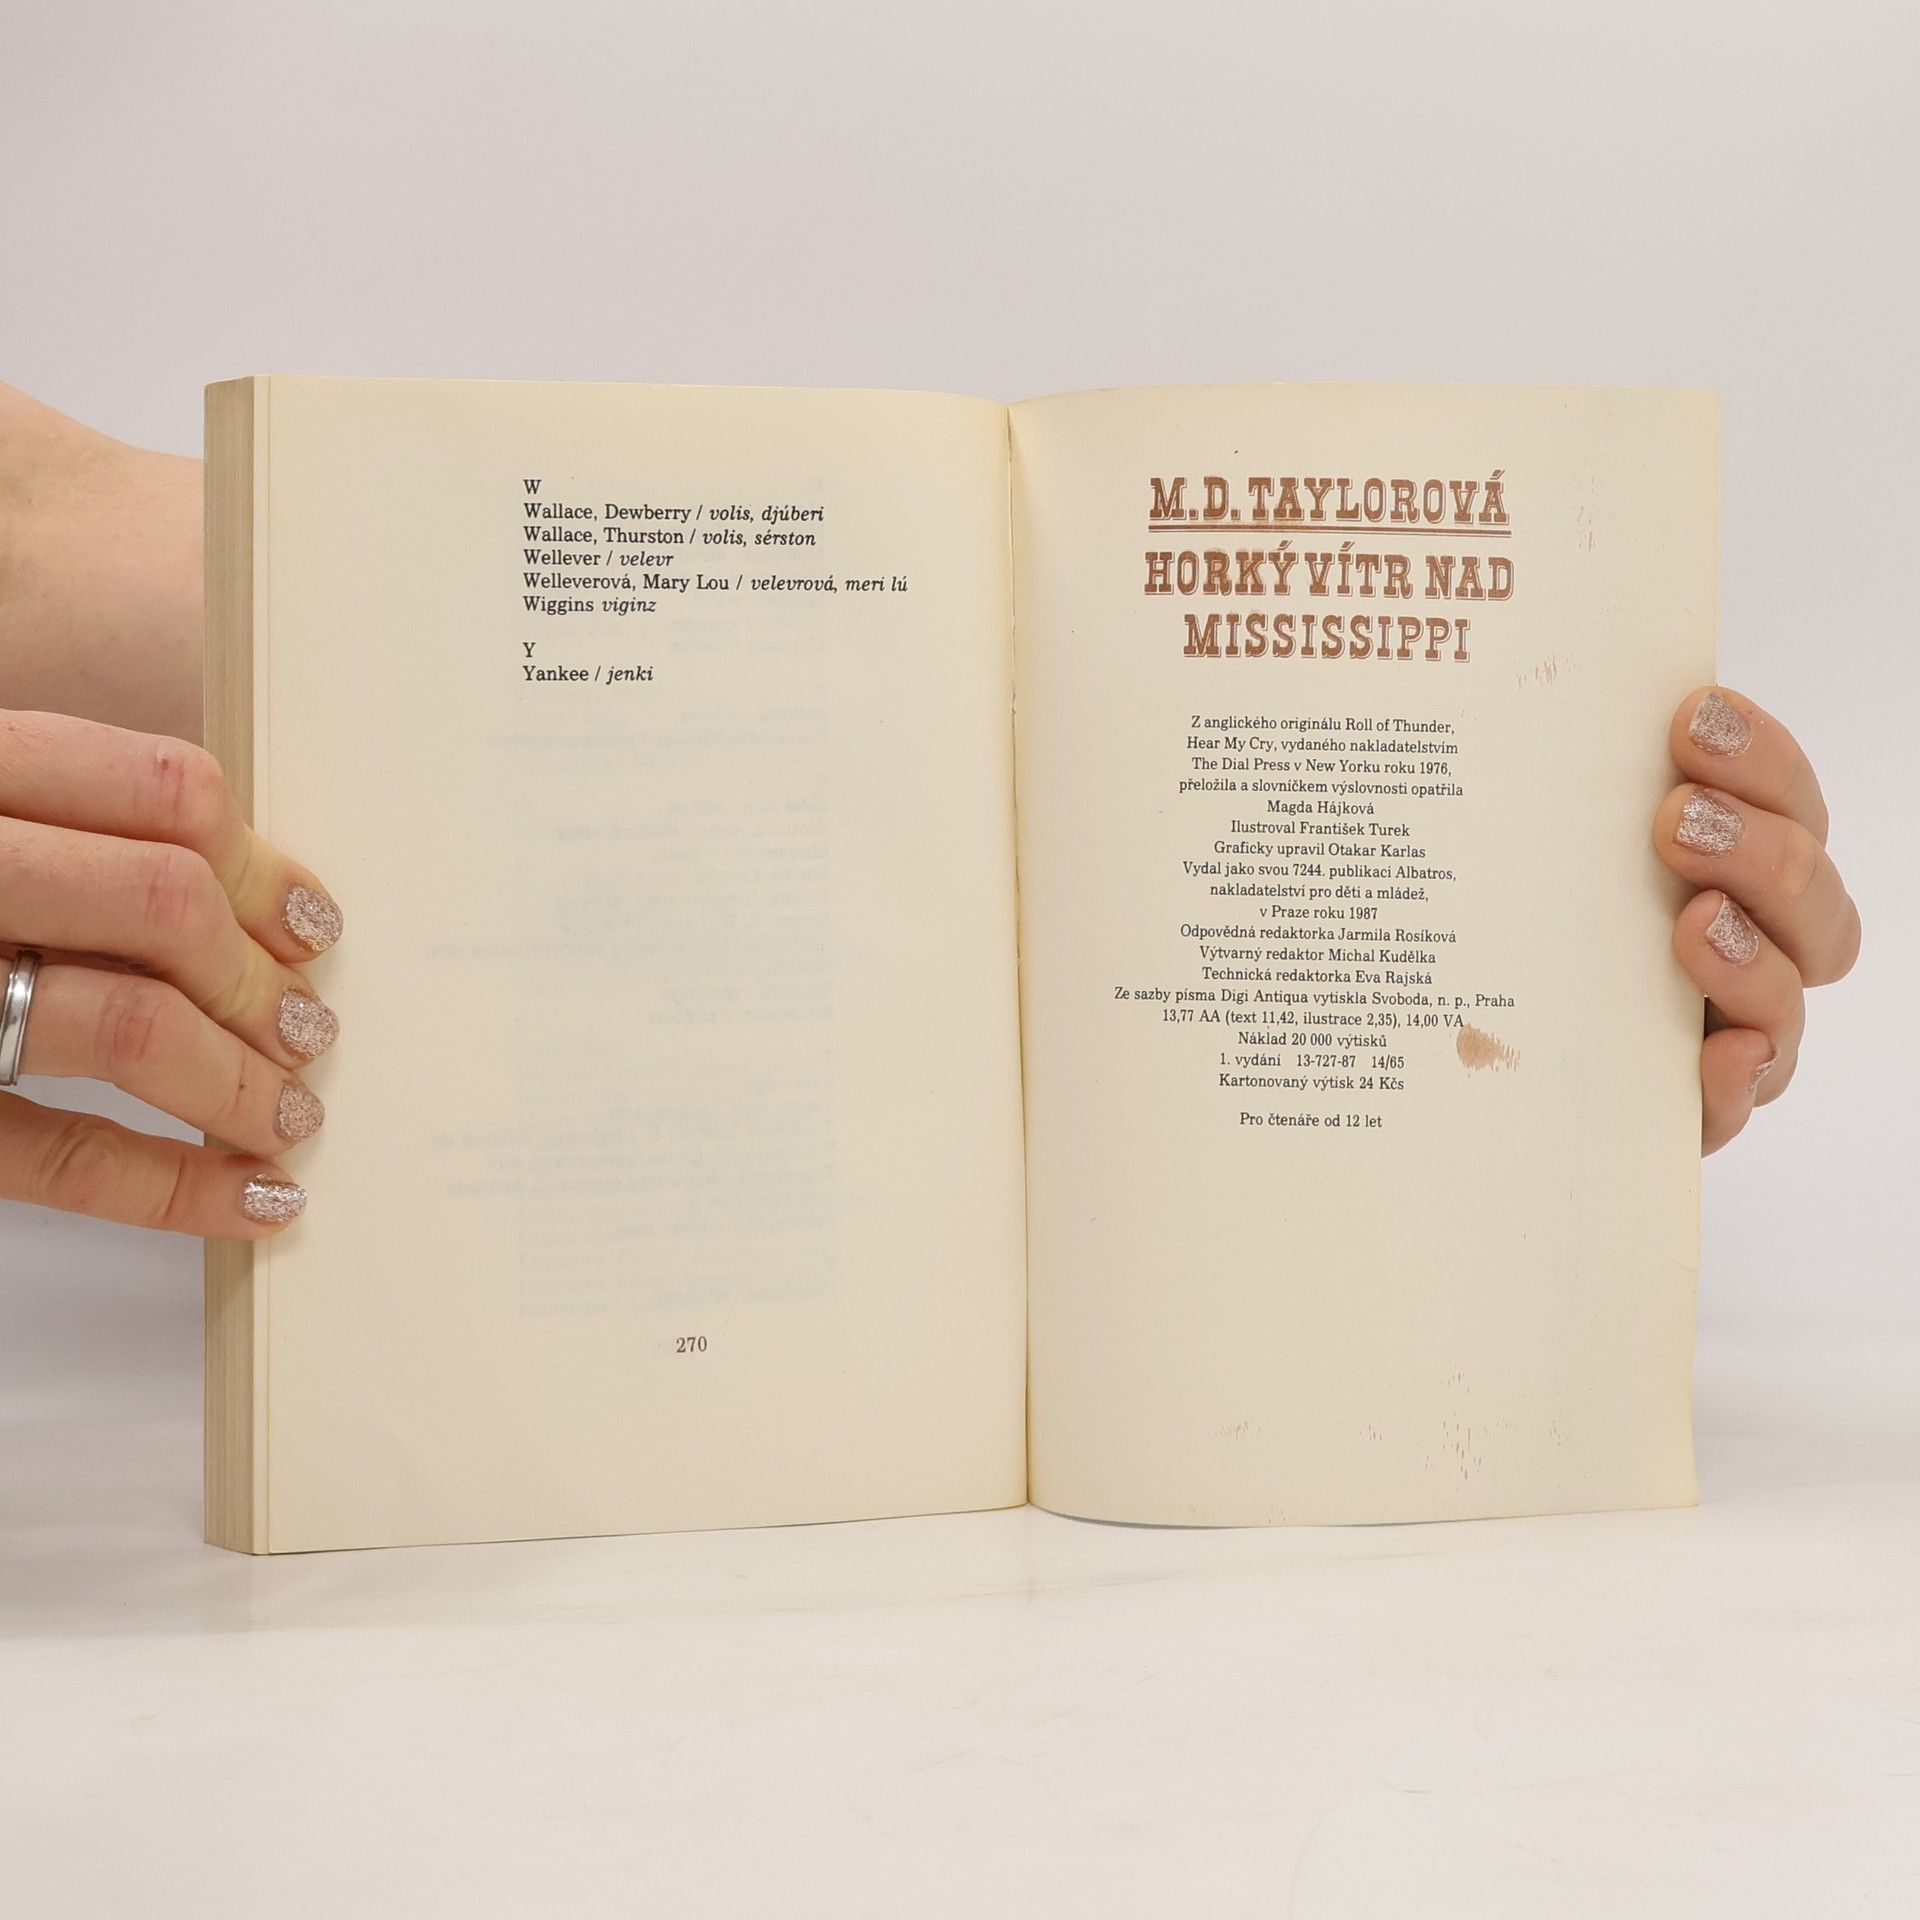 W
Wallace, Dewberry / volis, djúberi
Wallace, Thurston / volis, sérston
Wellever / velevr
Welleverová, Mary Lou / velevrová, meri lú
Wiggins viginz
Y
Yankee / jenki
270
M. D. TAYLOROVÁ
HORKÝ VÍTR NAD
MISSISSIPPI
Z anglického originálu Roll of Thunder,
Hear My Cry, vydaného nakladatelstvím
The Dial Press v New Yorku roku 1976,
přeložila a slovníčkem výslovnosti opatřila
Magda Hájková
Ilustroval František Turek
Graficky upravil Otakar Karlas
Vydal jako svou 7244. publikaci Albatros,
nakladatelství pro děti a mládež,
v Praze roku 1987
Odpovědná redaktorka Jarmila Rosíková
Výtvarný redaktor Michal Kudělka
Technická redaktorka Eva Rajská
Ze sazby písma Digi Antiqua vytiskla Svoboda, n. p., Praha
13,77 AA (text 11,42, ilustrace 2,35), 14,00 VA
Náklad 20 000 výtisků
1. vydání 13-727-87 14/65
Kartonovaný výtisk 24 Kčs
Pro čtenáře od 12 let